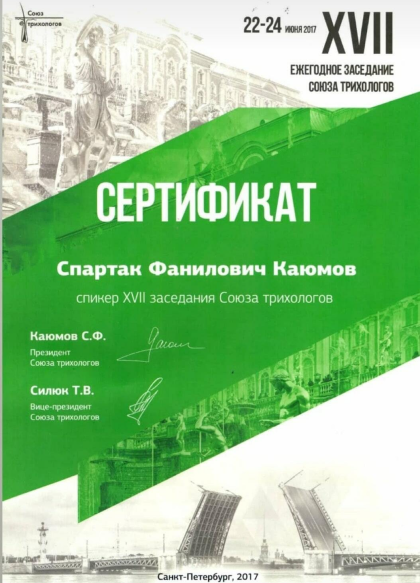 Союз
трихологов
22-24 ИЮНЯ 2017
XVII
ЕЖЕГОДНОЕ ЗАСЕДАНИЕ
СОЮЗА ТРИХОЛОГОВ
СЕРТИФИКАТ
Спартак Фанилович Каюмов
спикер XVII заседания Союза трихологов
Каюмов С.Ф.
Президент
Союза трихологов
Силюк Т.В.
Вице-президент
Союза трихологов
Санкт-Петербург, 2017